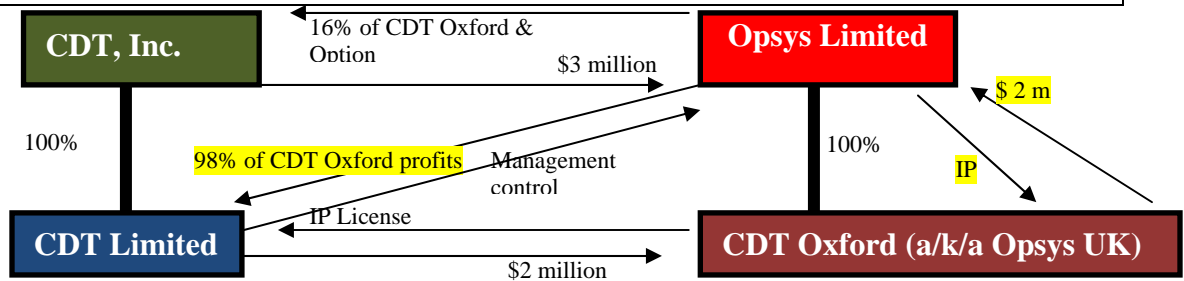 16% of CDT Oxford &
Option
CDT, Inc.
Opsys Limited
$3 million
$ 2 m
100%
100%
98% of CDT Oxford profits
Management
control
IP
IP License
CDT Limited
CDT Oxford (a/k/a Opsys UK)
$2 million